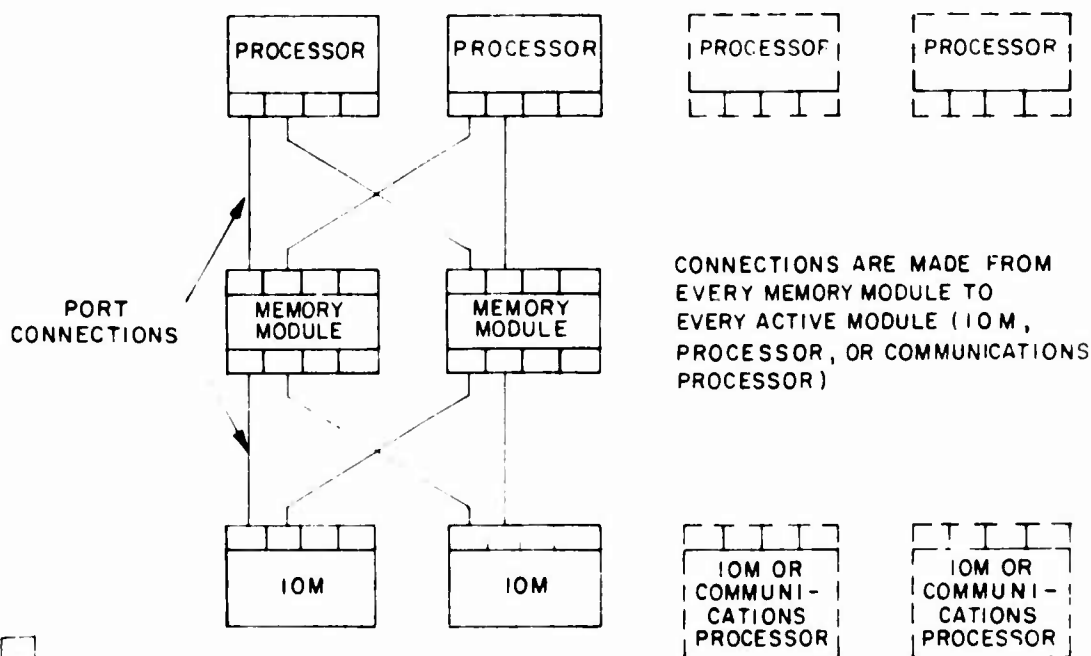 PROCESSOR
PROCESSOR
PROCESSOR
PROCESSOR
PORT
CONNECTIONS
MEMORY
MODULE
MEMORY
MODULE
CONNECTIONS ARE MADE FROM
EVERY MEMORY MODULE TO
EVERY ACTIVE MODULE (IOM,
PROCESSOR, OR COMMUNICATIONS
PROCESSOR)
IOM
IOM
IOM OR
COMMUNI-
CATIONS
PROCESSOR
IOM OR
COMMUNI-
CATIONS
PROCESSOR